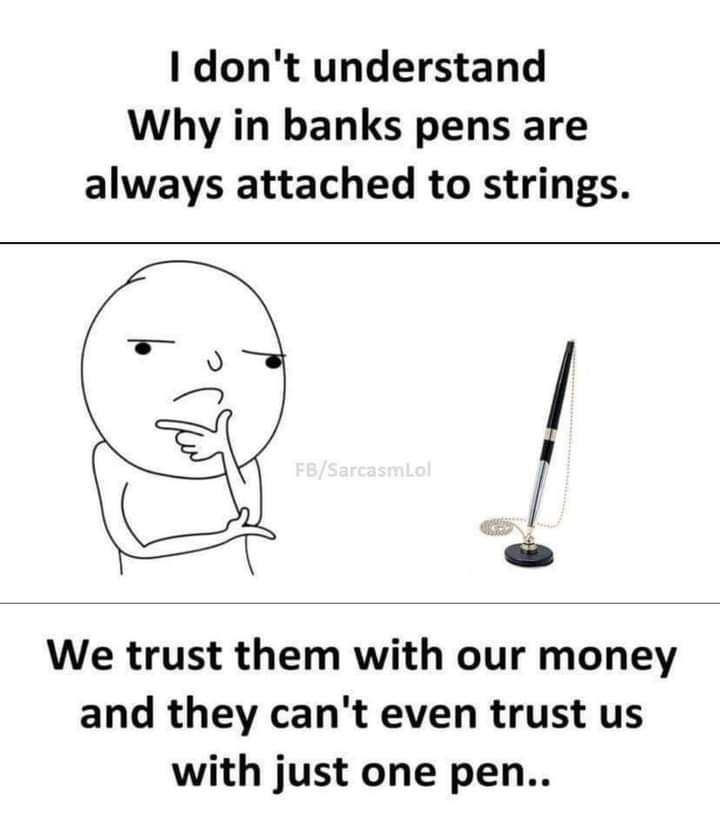 I don't understand
Why in banks pens are
always attached to strings.
FB/SarcasmLol
We trust them with our money
and they can't even trust us
with just one pen..